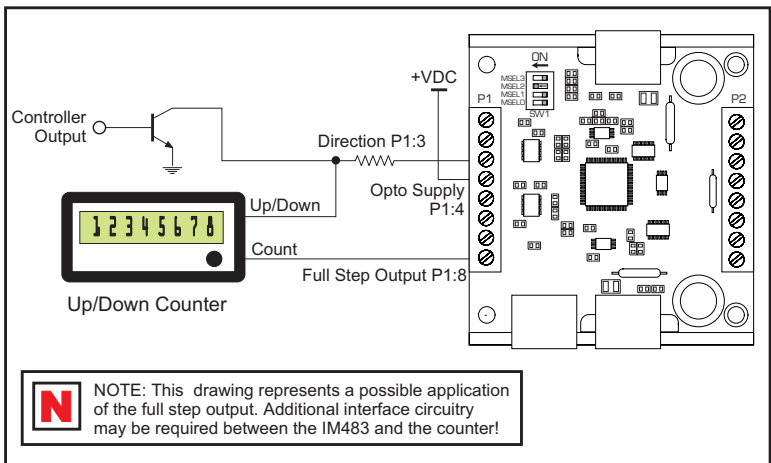 ON
MSEL3
MSEL2
MSEL1
MSEL0
SW1
+VDC
P1
P2
Controller
Output
Direction P1:3
Opto Supply
P1:4
Up/Down
12345678
Count
Full Step Output P1:8
Up/Down Counter
N
NOTE: This drawing represents a possible application
of the full step output. Additional interface circuitry
may be required between the IM483 and the counter!